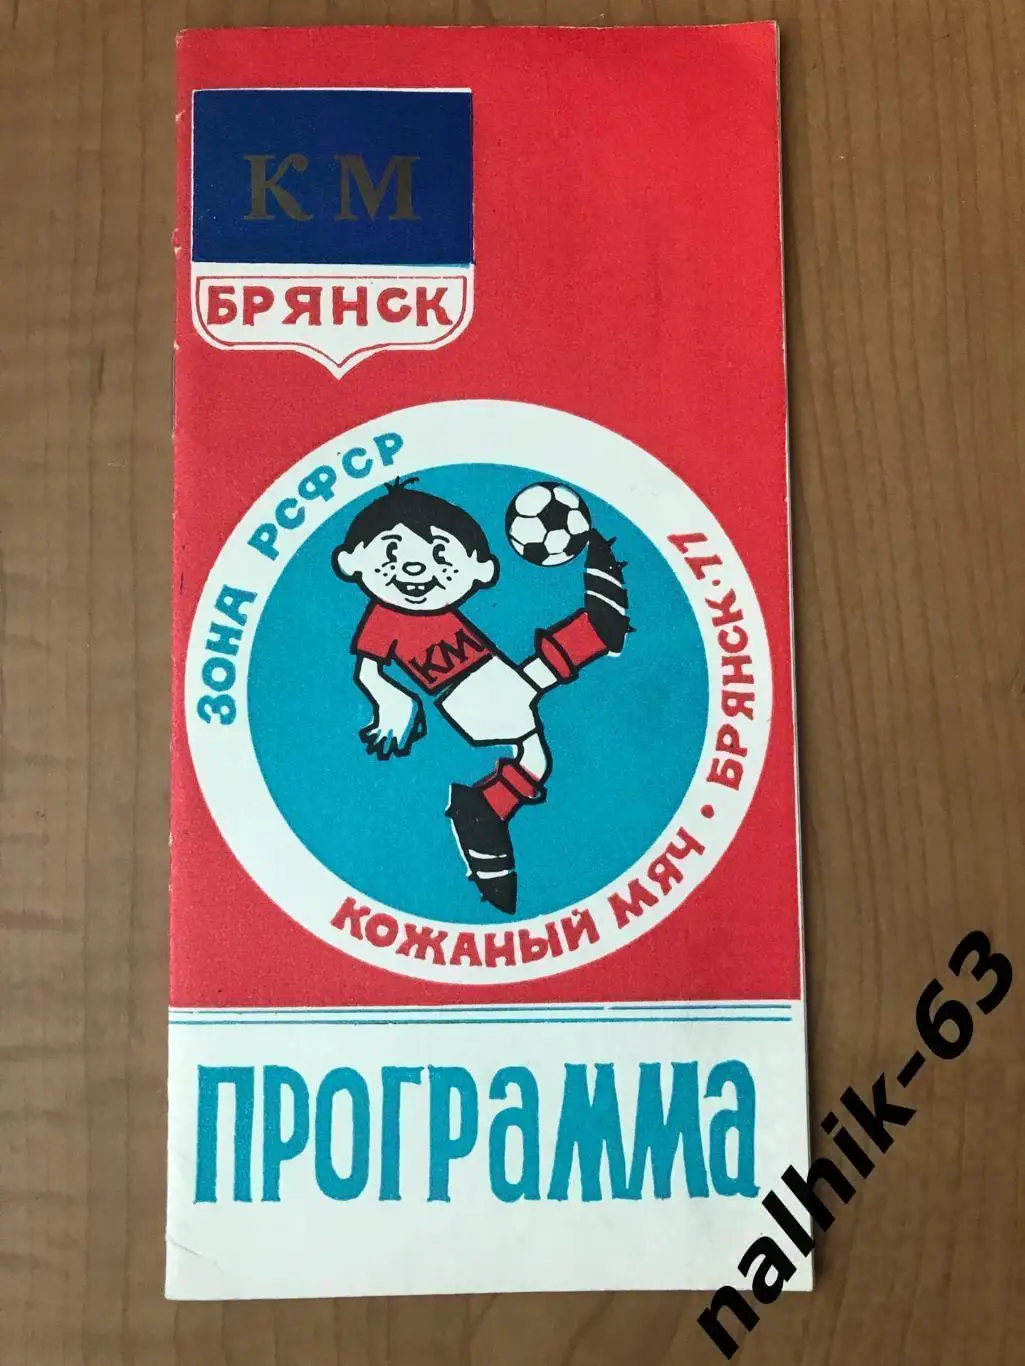 КМ
БРЯНСК
ЗОНА РСФСР
КМ
КОЖАНЫЙ МЯЧ • БРЯНСК • 77
ПРОГРАММА
nalhik-63